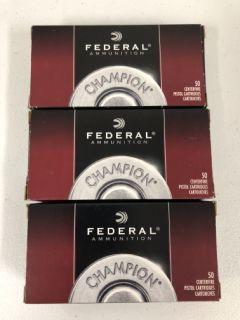 FEDERAL
AMMUNITION
CHAMPION
50
CENTERFIRE
PISTOL CARTRIDGES
CARTOUCHES
FEDERAL
AMMUNITION
CHAMPION
50
CENTERFIRE
PISTOL CARTRIDGES
CARTOUCHES
FEDERAL
AMMUNITION
CHAMPION
50
CENTERFIRE
PISTOL CARTRIDGES
CARTOUCHES